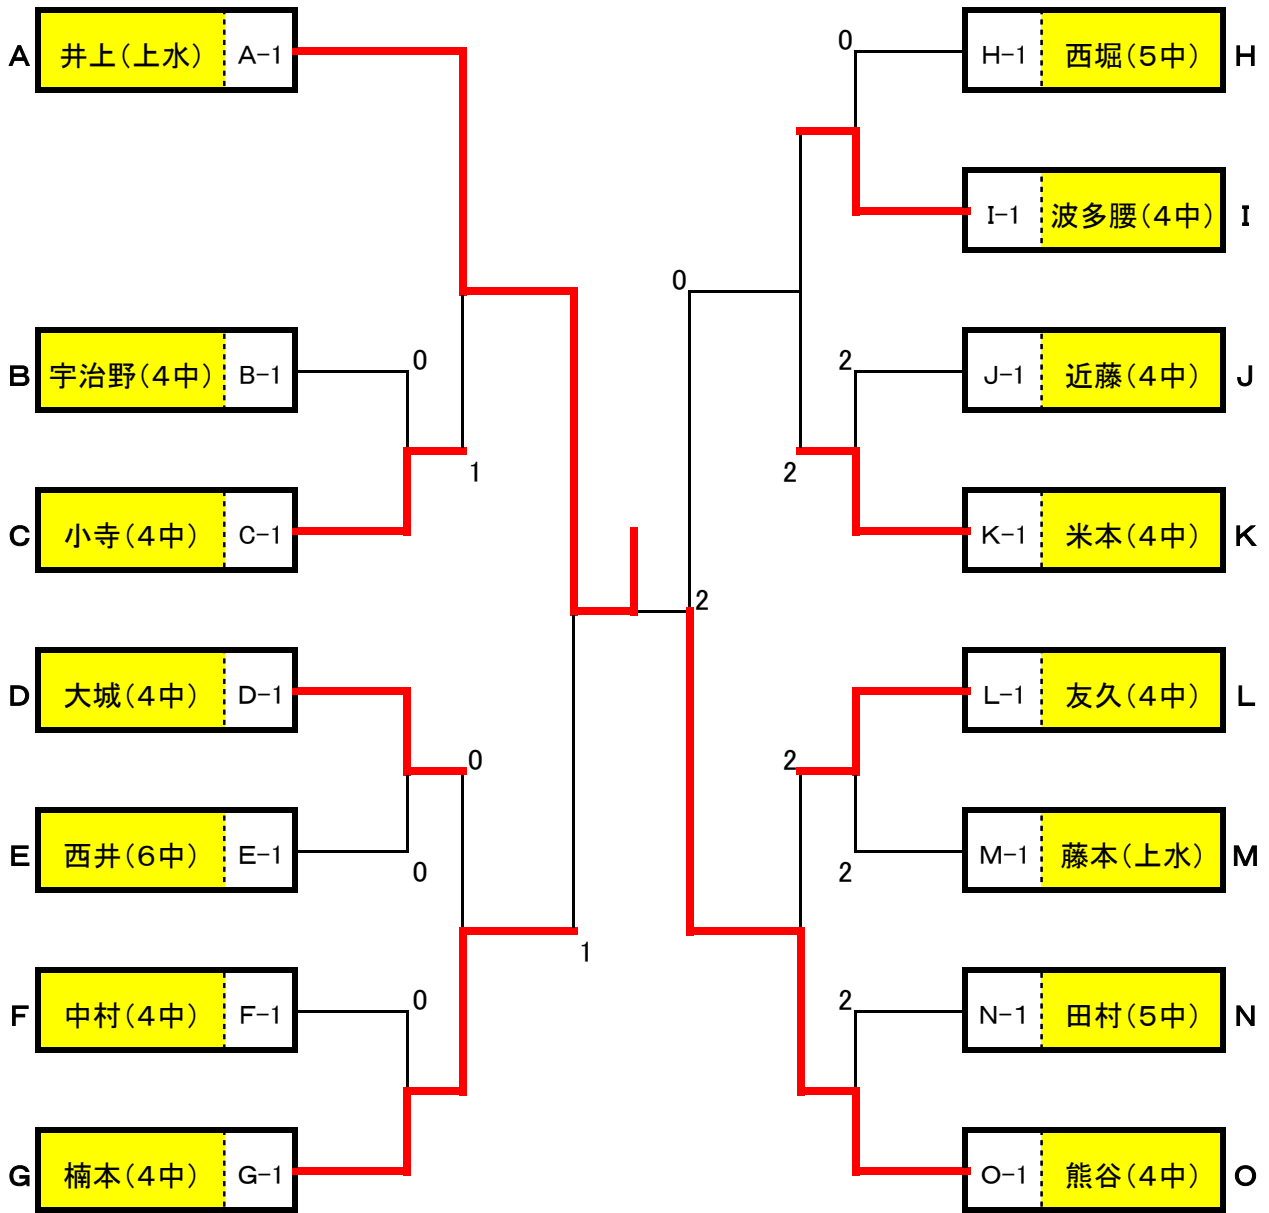 A 井上(上水) A-1
B 宇治野(4中) B-1
0
C 小寺(4中) C-1
1
D 大城(4中) D-1
0
E 西井(6中) E-1
0
F 中村(4中) F-1
0
1
G 楠本(4中) G-1
0
H-1 西堀(5中) H
I-1 波多腰(4中) I
0
2
J-1 近藤(4中) J
2
K-1 米本(4中) K
2
L-1 友久(4中) L
2
M-1 藤本(上水) M
2
2
N-1 田村(5中) N
O-1 熊谷(4中) O